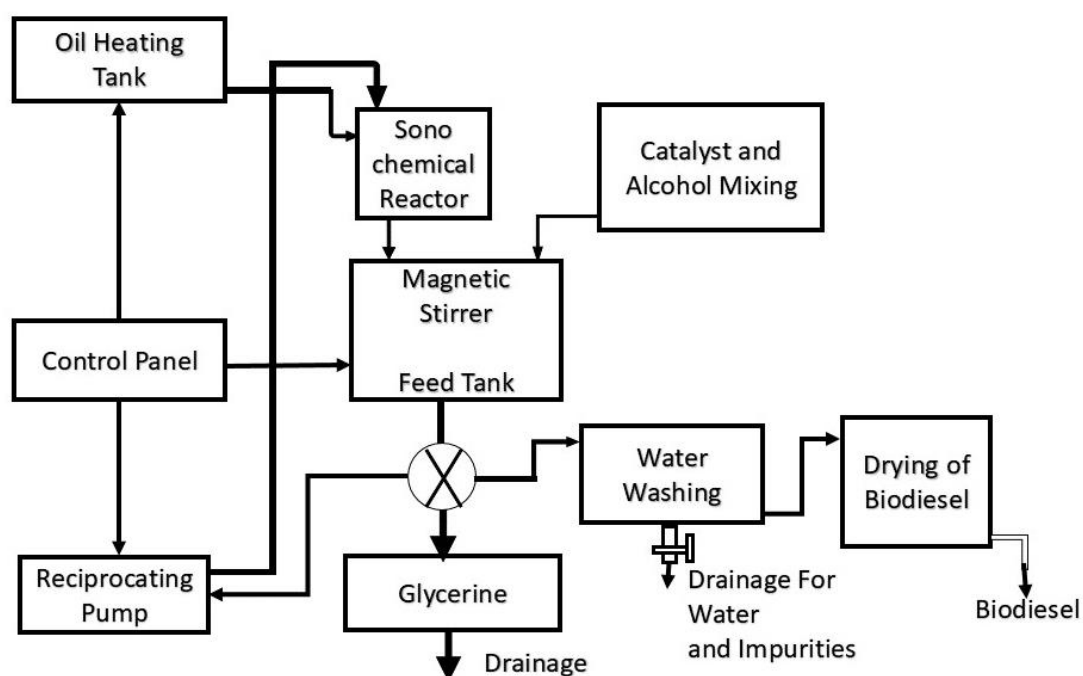 Oil Heating
Tank
Sono
chemical
Reactor
Catalyst and
Alcohol Mixing
Magnetic
Stirrer
Feed Tank
Control Panel
Water
Washing
Drying of
Biodiesel
Reciprocating
Pump
Glycerine
Drainage For
Water
and Impurities
Biodiesel
Drainage